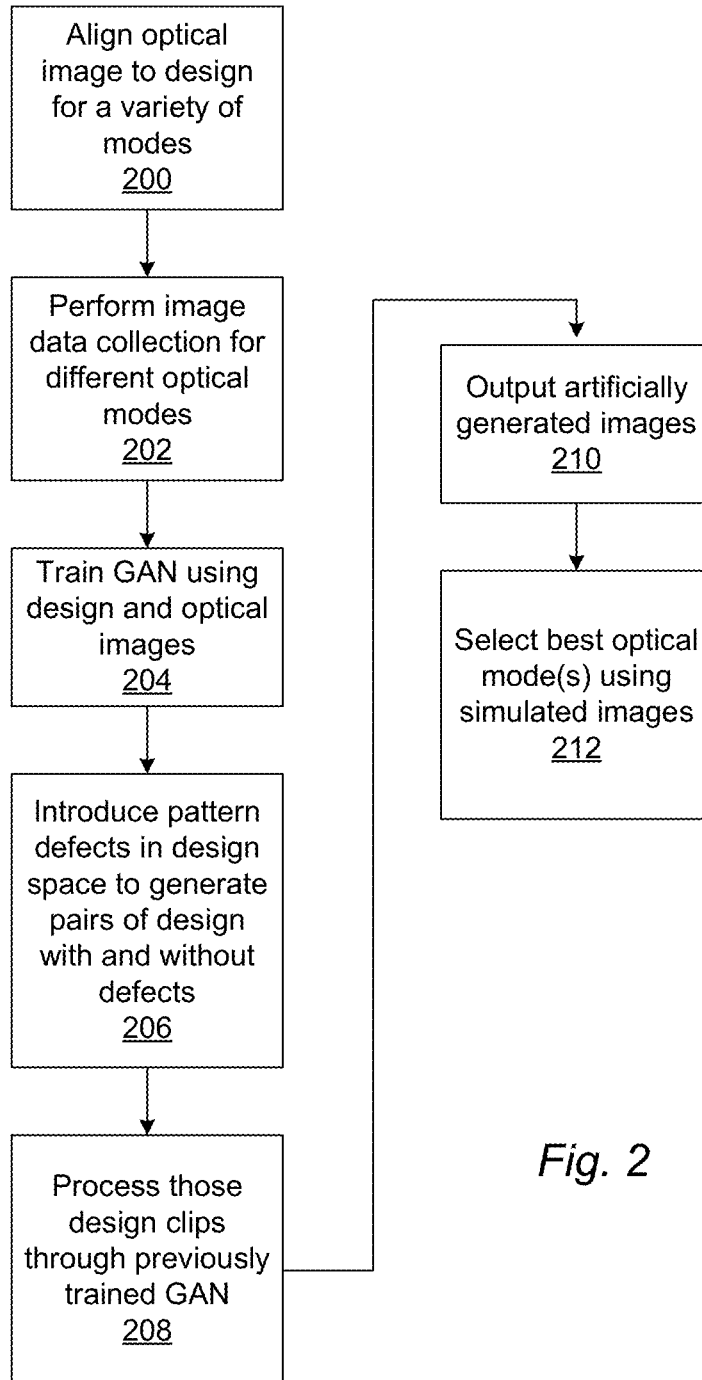 Align optical
image to design
for a variety of
modes
200
Perform image
data collection for
different optical
modes
202
Train GAN using
design and optical
images
204
Introduce pattern
defects in design
space to generate
pairs of design
with and without
defects
206
Process those
design clips
through previously
trained GAN
208
Output artificially
generated images
210
Select best optical
mode(s) using
simulated images
212
Fig. 2